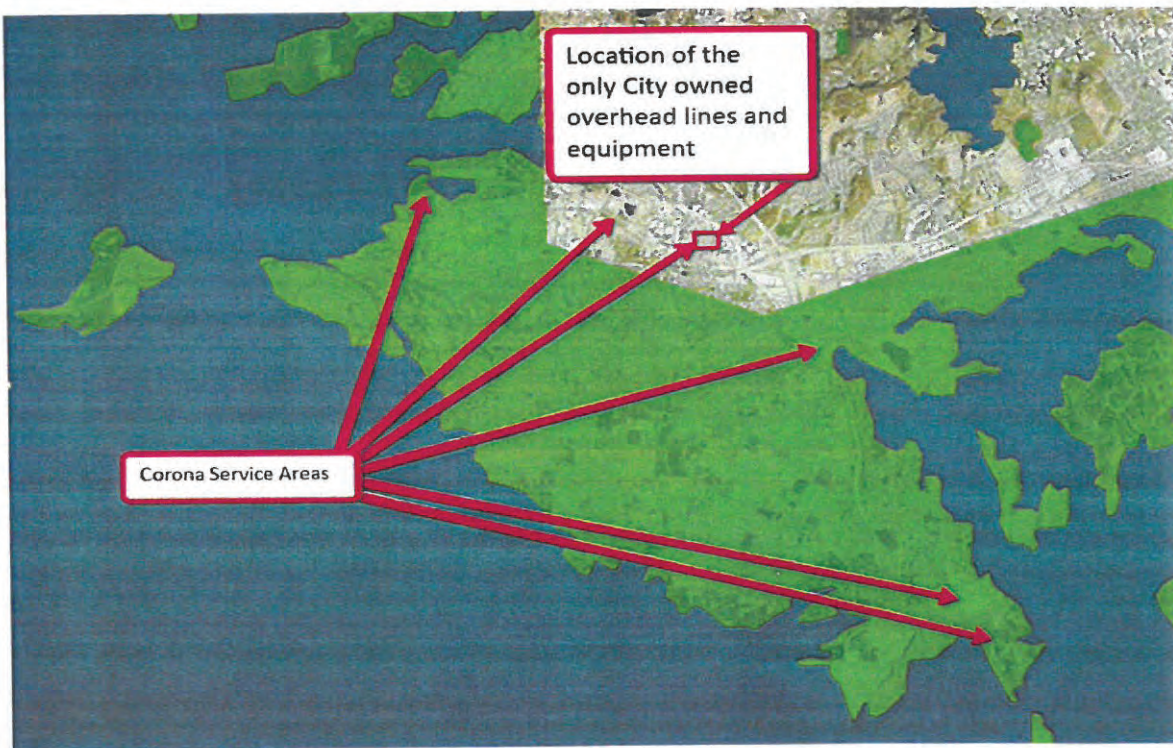 Location of the
only City owned
overhead lines and
equipment
Corona Service Areas